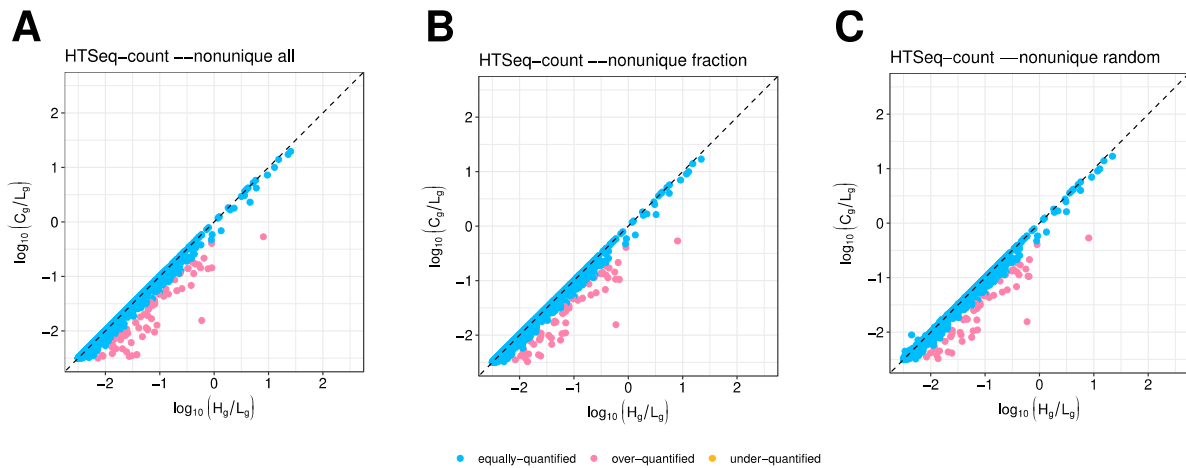 A
HTSeq−count −−nonunique all
2
1
0
−1
−2
−2
−1
0
1
2
log10 (Cg/Lg)
log10 (Hg/Lg)
B
HTSeq−count −−nonunique fraction
2
1
0
−1
−2
−2
−1
0
1
2
log10 (Cg/Lg)
log10 (Hg/Lg)
C
HTSeq−count —nonunique random
2
1
0
−1
−2
−2
−1
0
1
2
log10 (Cg/Lg)
log10 (Hg/Lg)
equally−quantified
over−quantified
under−quantified